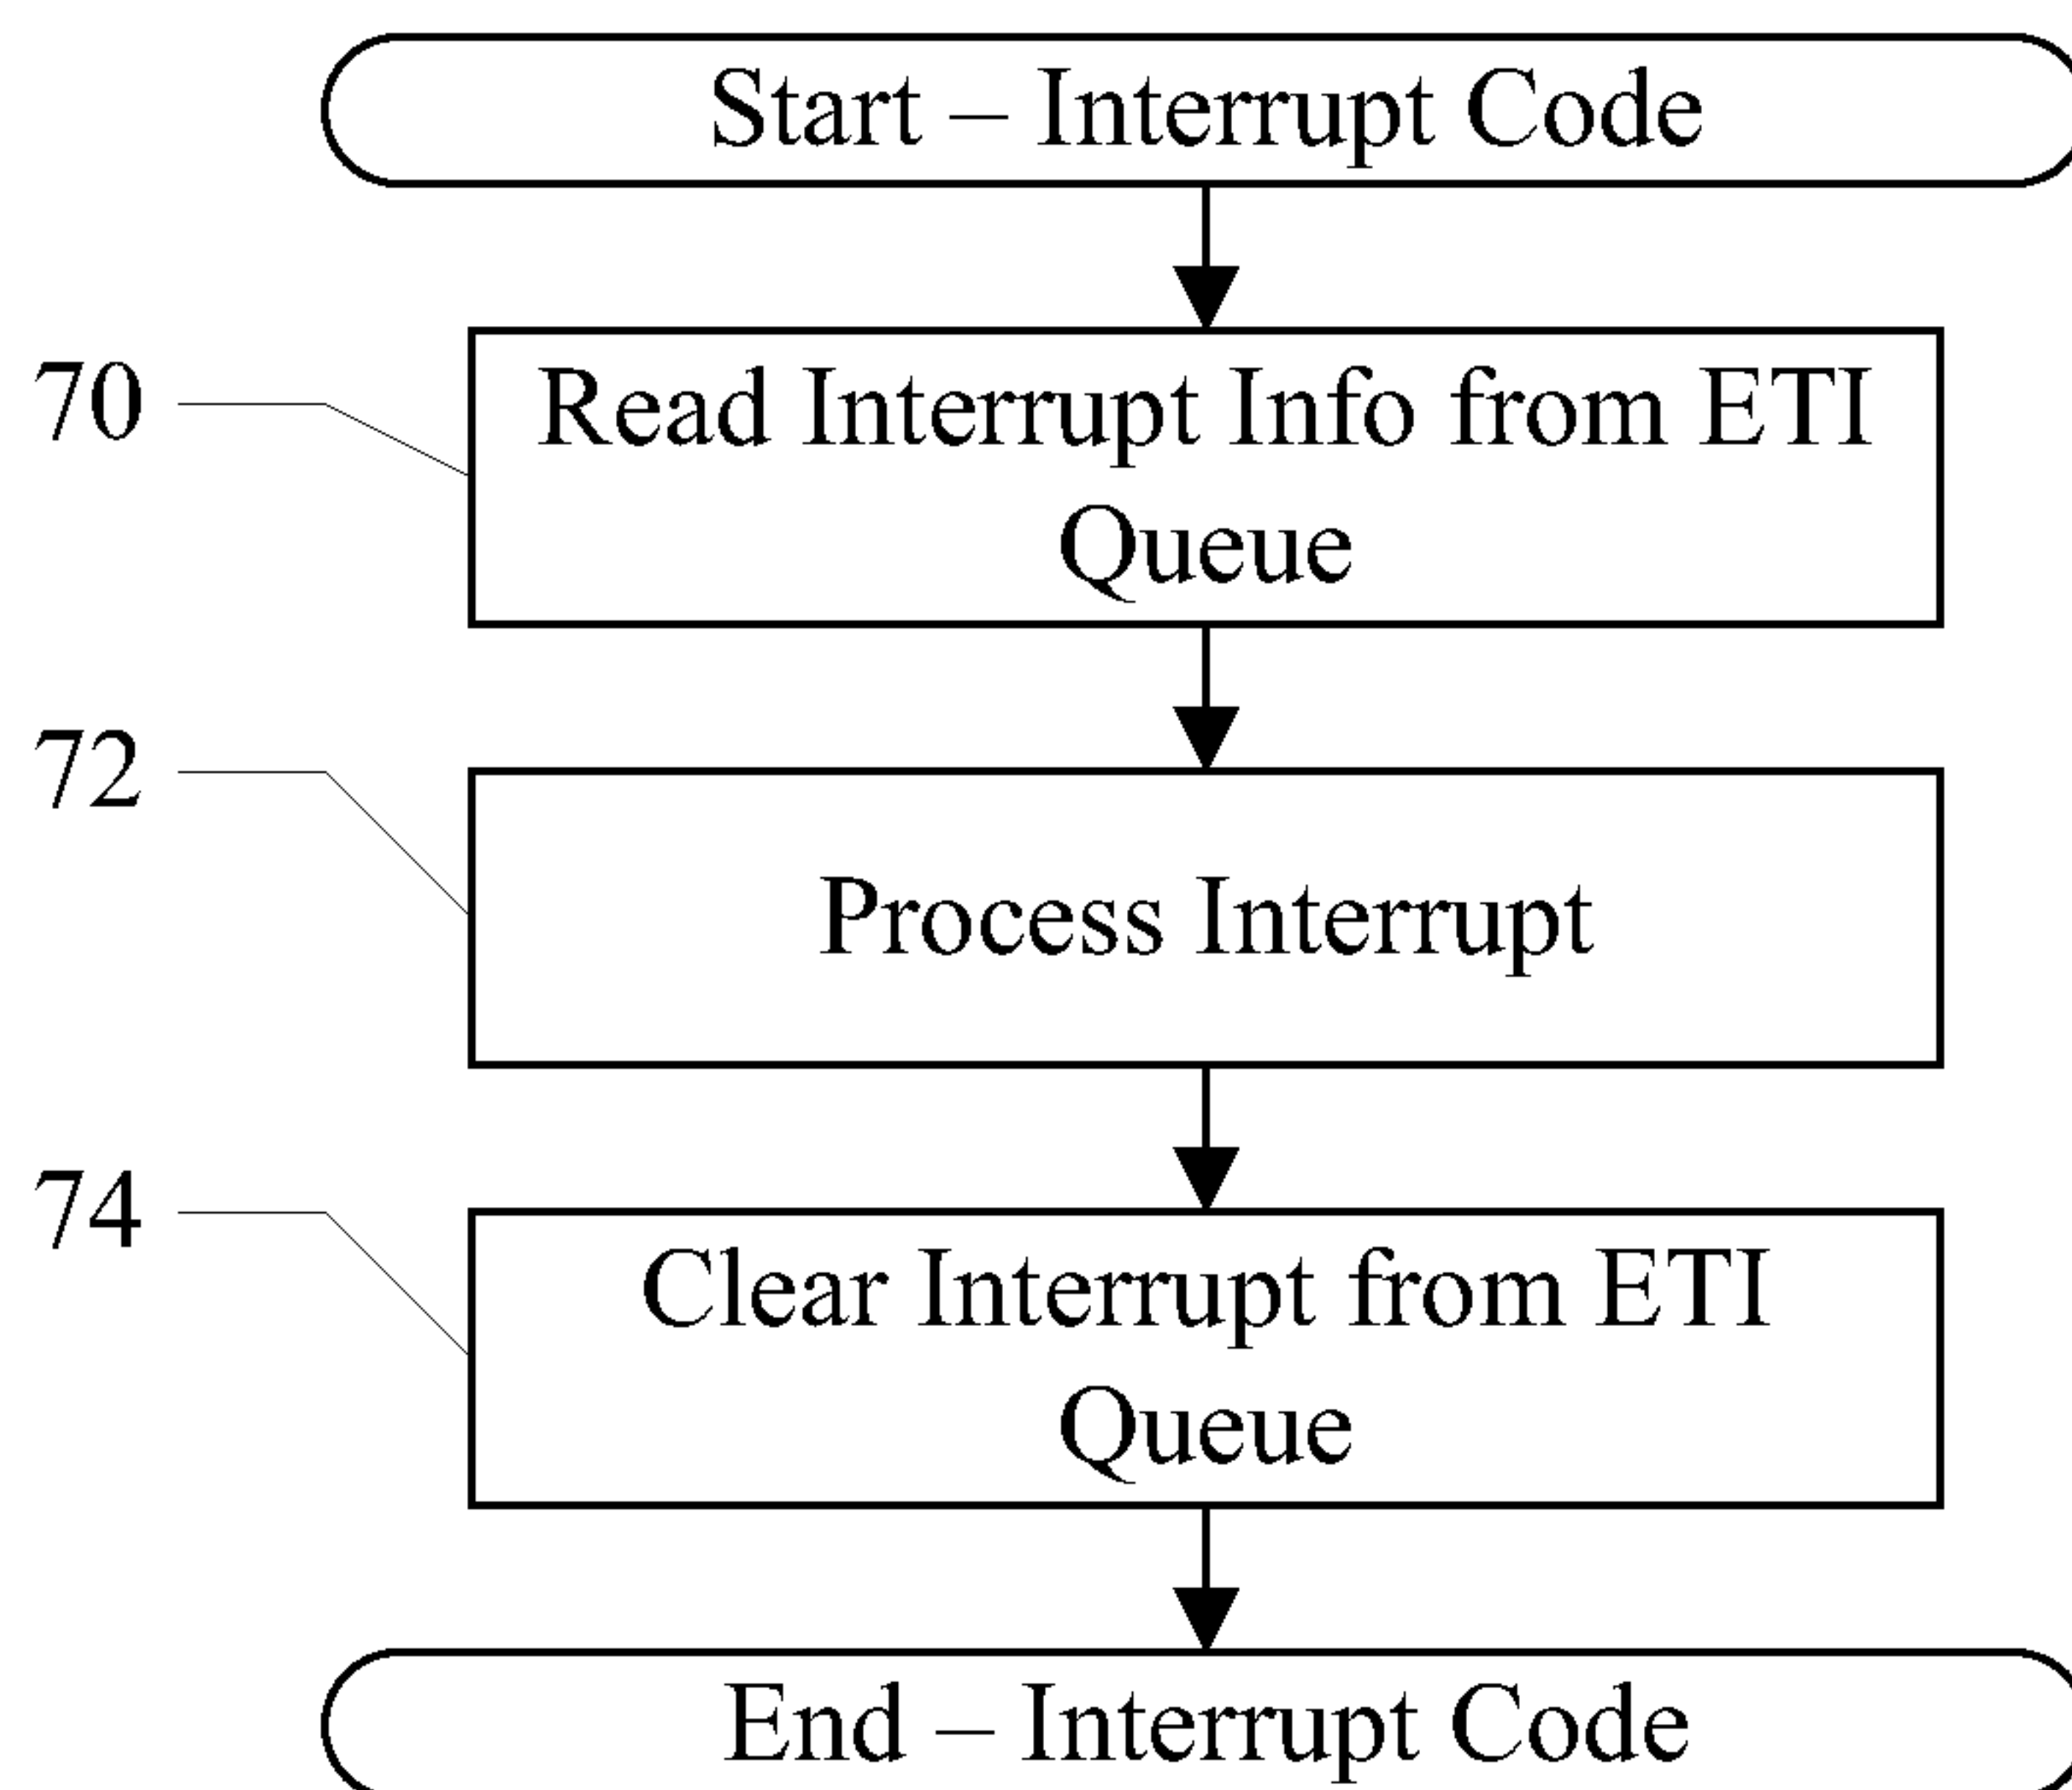 Start – Interrupt Code
70
Read Interrupt Info from ETI
Queue
72
Process Interrupt
74
Clear Interrupt from ETI
Queue
End – Interrupt Code